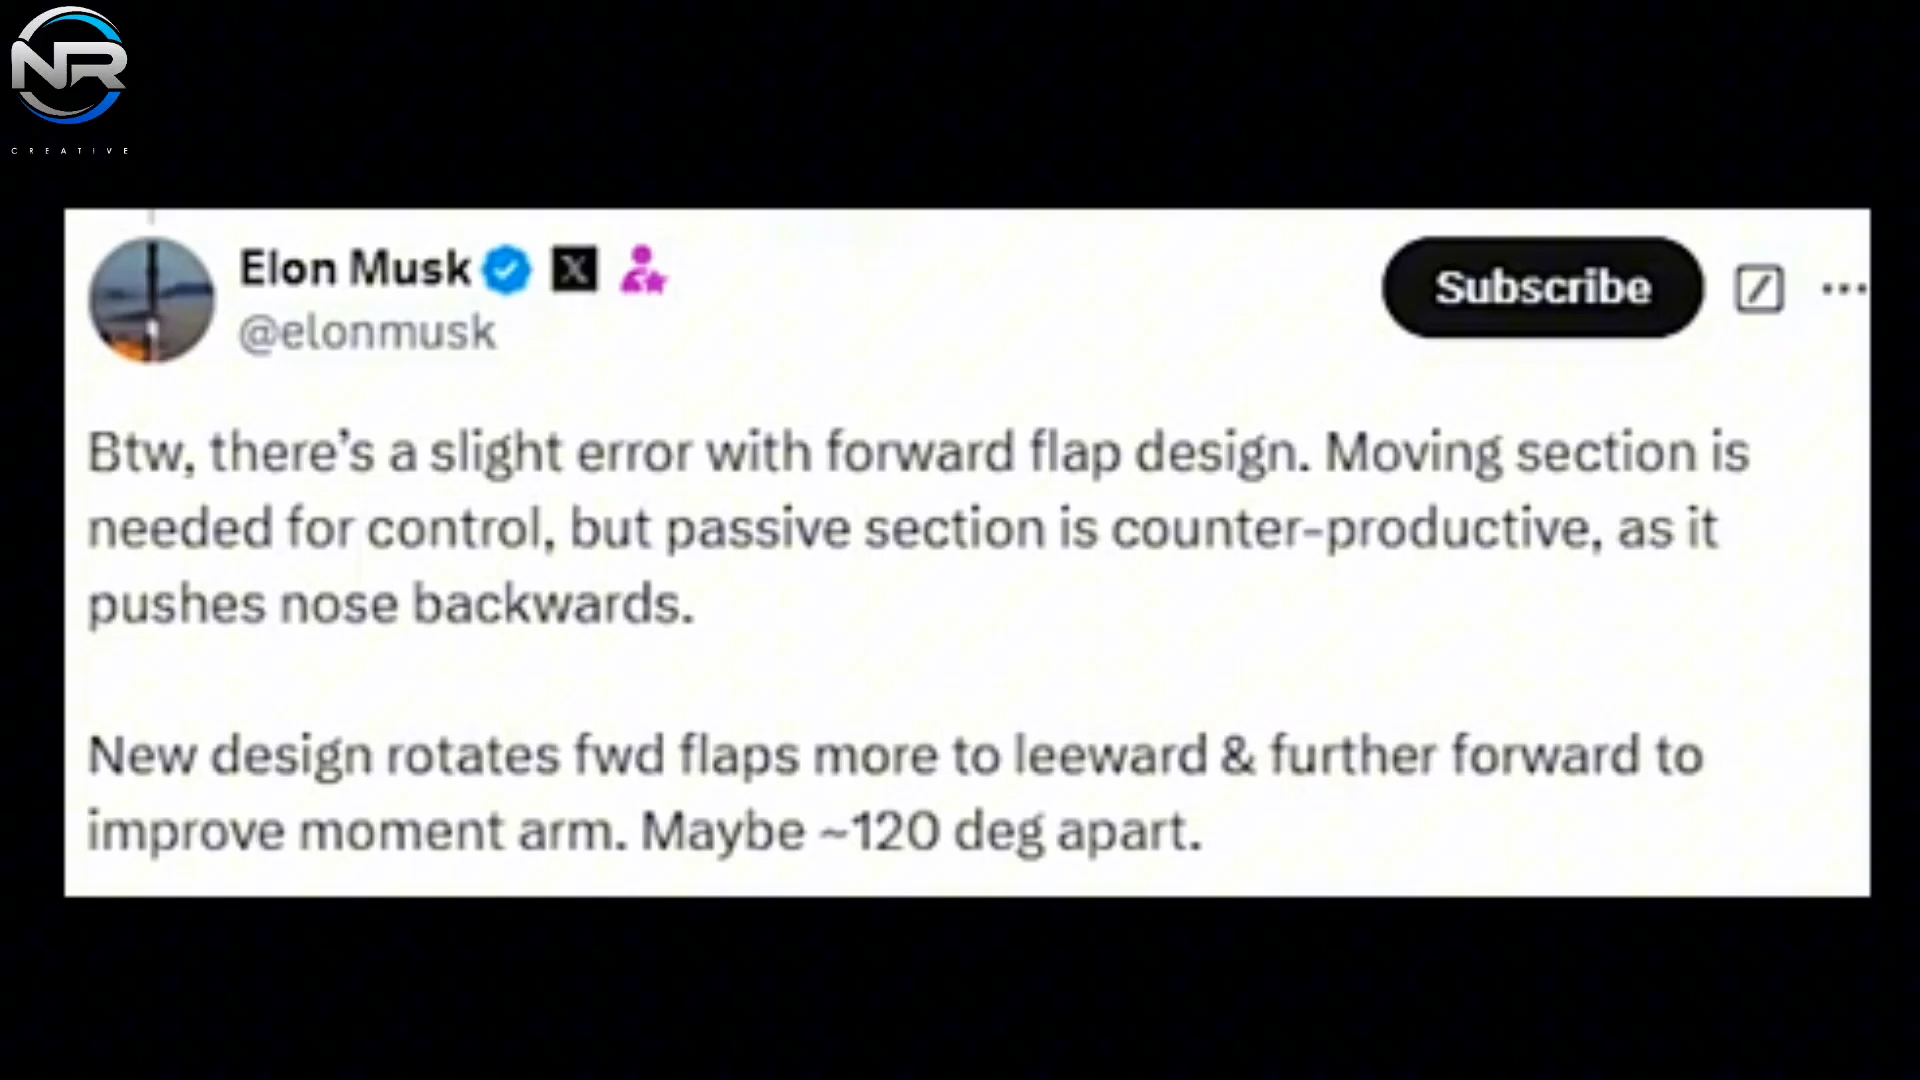 NR
CREATIVE
Elon Musk
@elonmusk
Subscribe
Btw, there’s a slight error with forward flap design. Moving section is
needed for control, but passive section is counter-productive, as it
pushes nose backwards.
New design rotates fwd flaps more to leeward & further forward to
improve moment arm. Maybe ~120 deg apart.